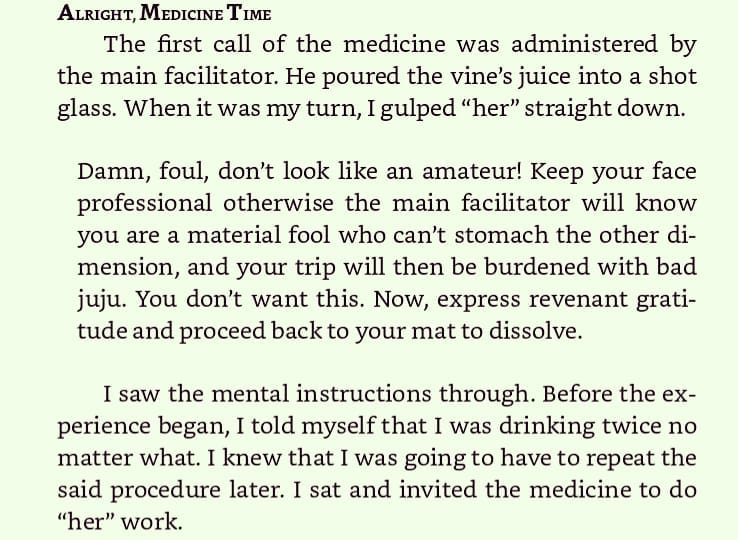 Alright, Medicine Time
The first call of the medicine was administered by
the main facilitator. He poured the vine’s juice into a shot
glass. When it was my turn, I gulped “her” straight down.
Damn, foul, don’t look like an amateur! Keep your face
professional otherwise the main facilitator will know
you are a material fool who can’t stomach the other di-
mension, and your trip will then be burdened with bad
juju. You don’t want this. Now, express revenant grati-
tude and proceed back to your mat to dissolve.
I saw the mental instructions through. Before the ex-
perience began, I told myself that I was drinking twice no
matter what. I knew that I was going to have to repeat the
said procedure later. I sat and invited the medicine to do
“her” work.